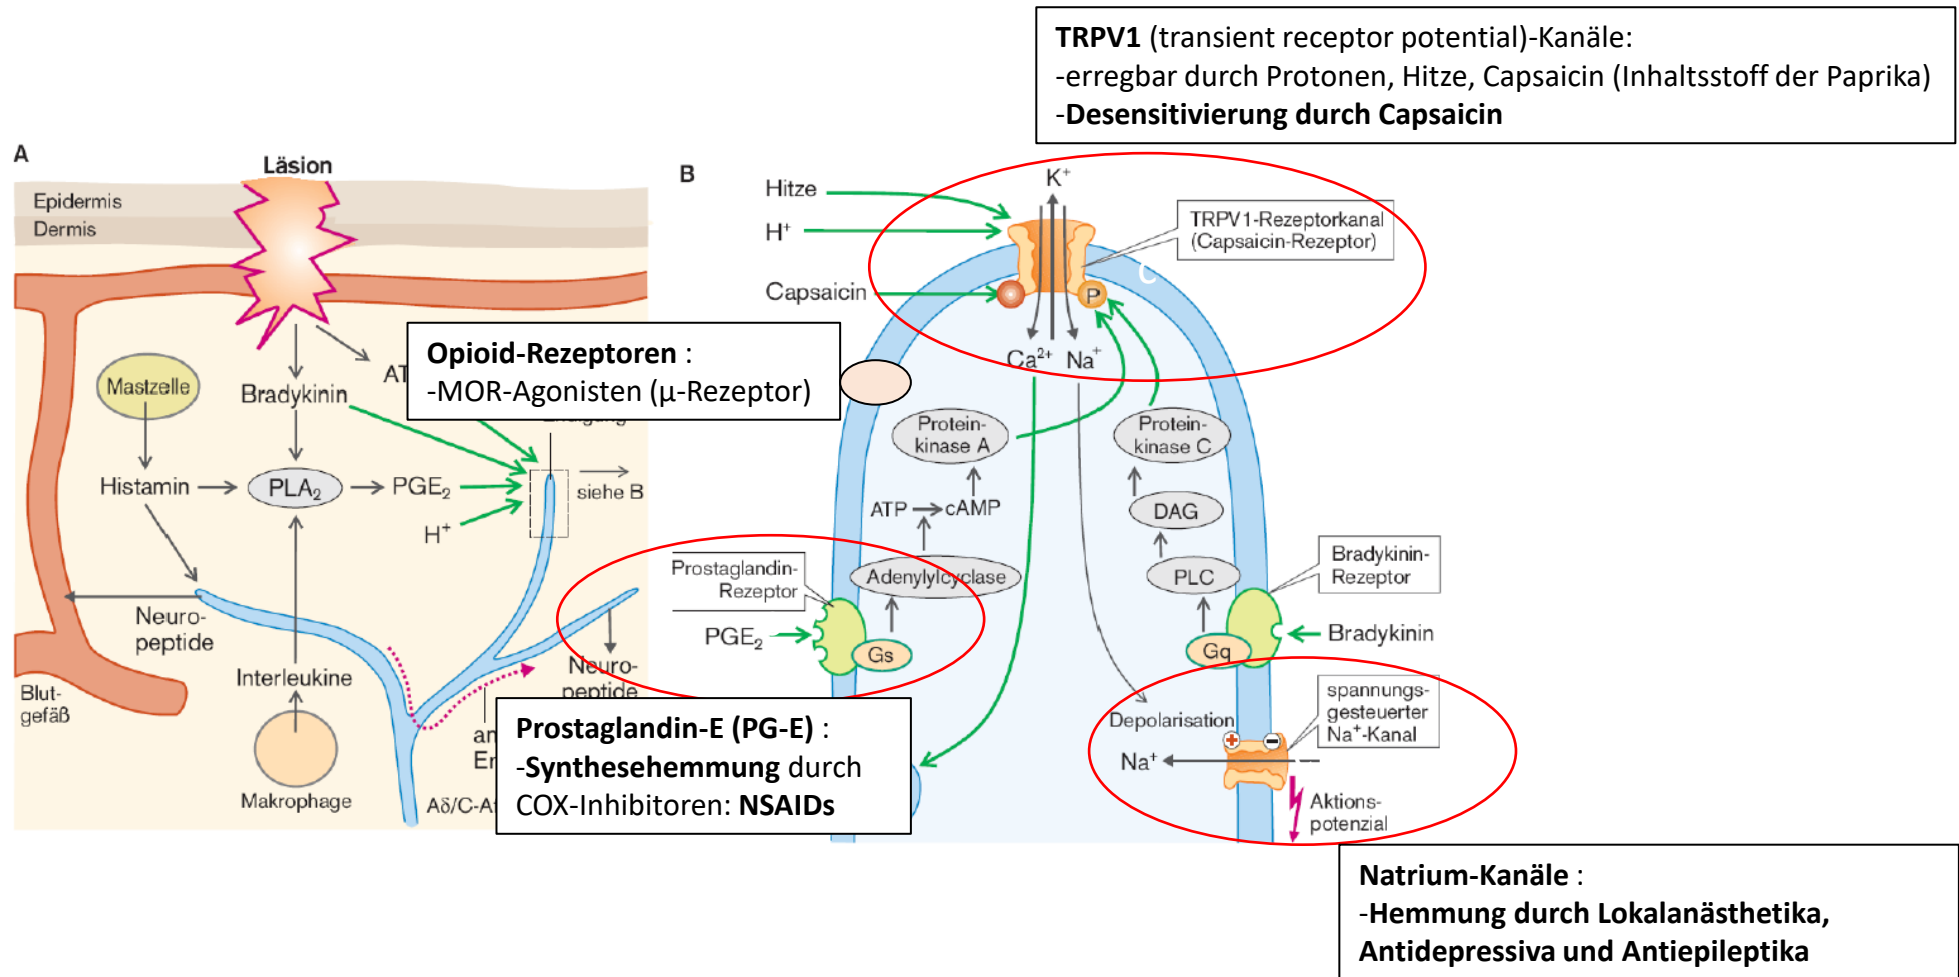 TRPV1 (transient receptor potential)-Kanäle:
-erregbar durch Protonen, Hitze, Capsaicin (Inhaltsstoff der Paprika)
-Desensitivierung durch Capsaicin
A
Läsion
Epidermis
Dermis
Mastzelle
Bradykinin
AT
Histamin
PLA2
PGE2
H+
siehe B
Neuro-
peptide
Interleukine
Neuro-
peptide
Blut-
gefäß
Makrophage
an
Er
Aδ/C-A
Opioid-Rezeptoren :
-MOR-Agonisten (µ-Rezeptor)
Prostaglandin-E (PG-E) :
-Synthesehemmung durch
COX-Inhibitoren: NSAIDs
B
Hitze
H+
Capsaicin
K+
TRPV1-Rezeptorkanal
(Capsaicin-Rezeptor)
C
P
Ca2+ Na+
Protein-
kinase A
Protein-
kinase C
ATP
cAMP
DAG
Adenylylcyclase
PLC
Prostaglandin-
Rezeptor
PGE2
Gs
Gq
Bradykinin-
Rezeptor
Bradykinin
Depolarisation
Na+
+
−
spannungs-
gesteuerter
Na+-Kanal
Aktions-
potenzial
Natrium-Kanäle :
-Hemmung durch Lokalanästhetika,
Antidepressiva und Antiepileptika